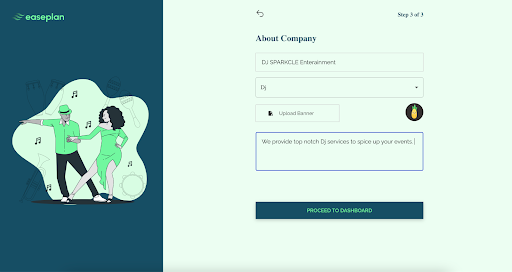 easeplan
Step 3 of 3
About Company
DJ SPARKCLE Enterainment
Dj
Upload Banner
We provide top notch Dj services to spice up your events.
PROCEED TO DASHBOARD